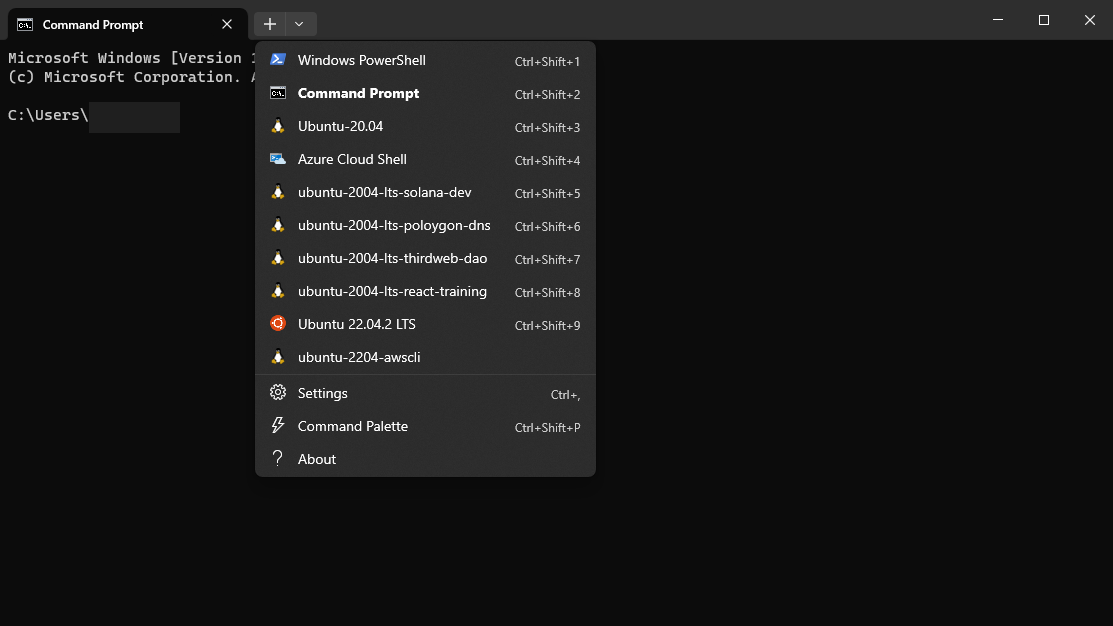 Command Prompt
Microsoft Windows [Version
(c) Microsoft Corporation.
C:\Users\
Windows PowerShell Ctrl+Shift+1
Command Prompt Ctrl+Shift+2
Ubuntu-20.04 Ctrl+Shift+3
Azure Cloud Shell Ctrl+Shift+4
ubuntu-2004-lts-solana-dev Ctrl+Shift+5
ubuntu-2004-lts-poloygon-dns Ctrl+Shift+6
ubuntu-2004-lts-thirdweb-dao Ctrl+Shift+7
ubuntu-2004-lts-react-training Ctrl+Shift+8
Ubuntu 22.04.2 LTS Ctrl+Shift+9
ubuntu-2204-awscli
Settings Ctrl+,
Command Palette Ctrl+Shift+P
About